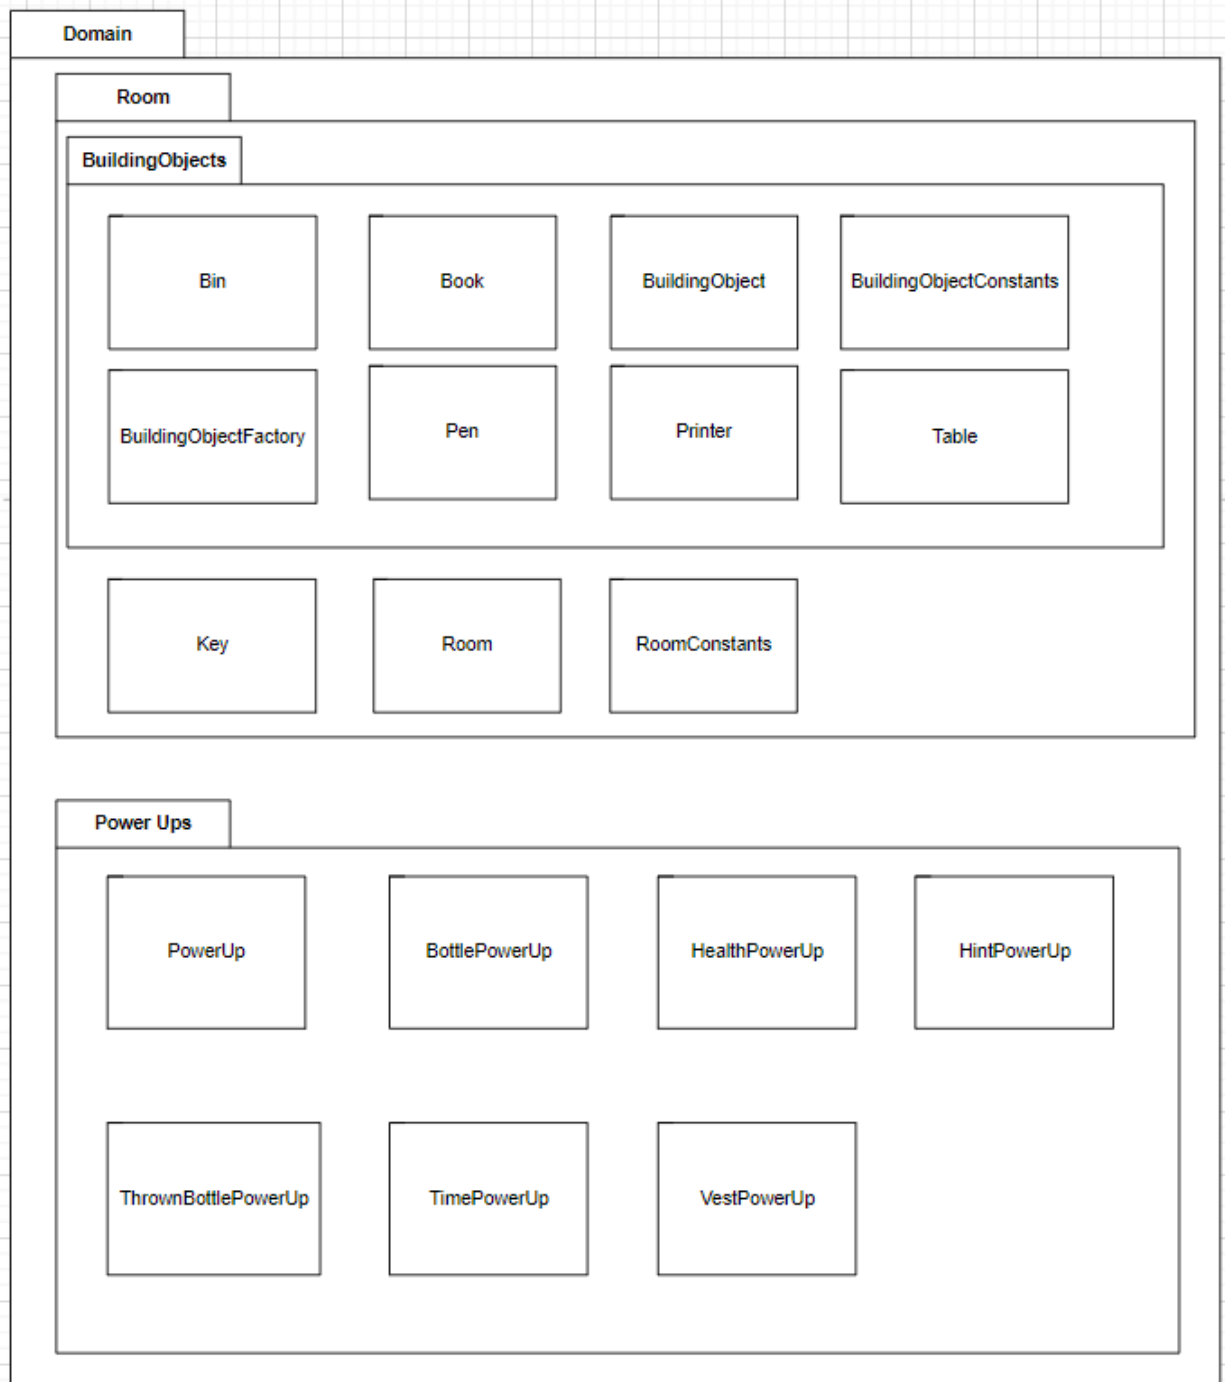 Domain
Room
BuildingObjects
Bin
Book
BuildingObject
BuildingObjectConstants
BuildingObjectFactory
Pen
Printer
Table
Key
Room
RoomConstants
Power Ups
PowerUp
BottlePowerUp
HealthPowerUp
HintPowerUp
ThrownBottlePowerUp
TimePowerUp
VestPowerUp